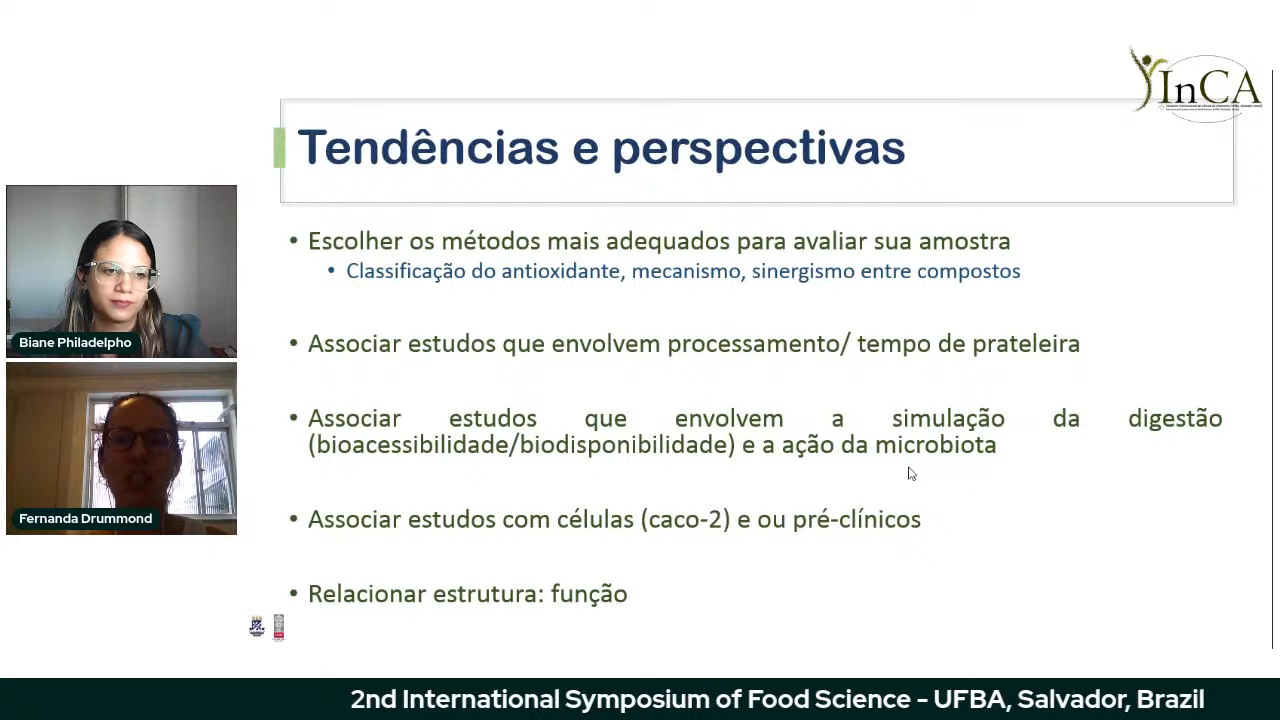 InCA
Tendências e perspectivas
• Escolher os métodos mais adequados para avaliar sua amostra
• Classificação do antioxidante, mecanismo, sinergismo entre compostos
• Associar estudos que envolvem processamento/ tempo de prateleira
• Associar estudos que envolvem a simulação da digestão
(bioacessibilidade/biodisponibilidade) e a ação da microbiota
• Associar estudos com células (caco-2) e ou pré-clínicos
• Relacionar estrutura: função
Biane Philadelpho
Fernanda Drummond
2nd International Symposium of Food Science - UFBA, Salvador, Brazil